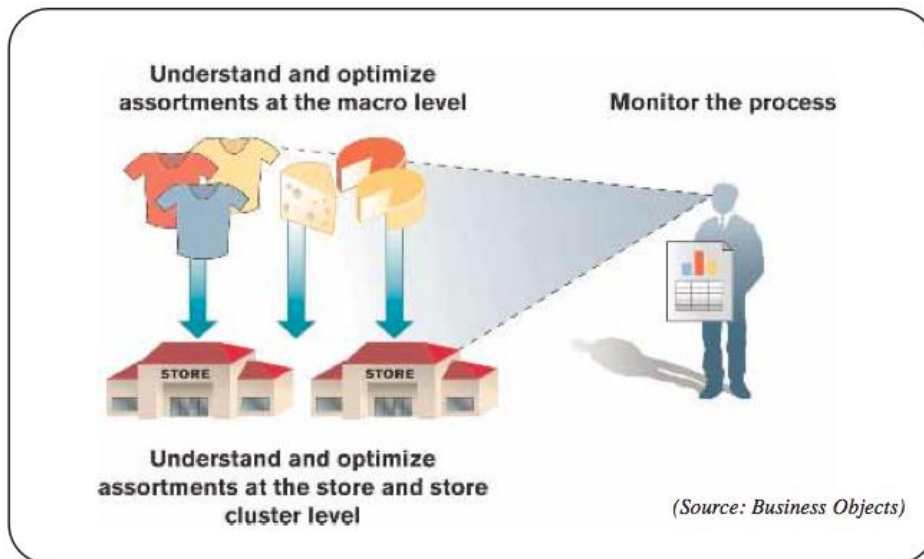 Understand and optimize
assortments at the macro level
Monitor the process
STORE
STORE
Understand and optimize
assortments at the store and store
cluster level
(Source: Business Objects)